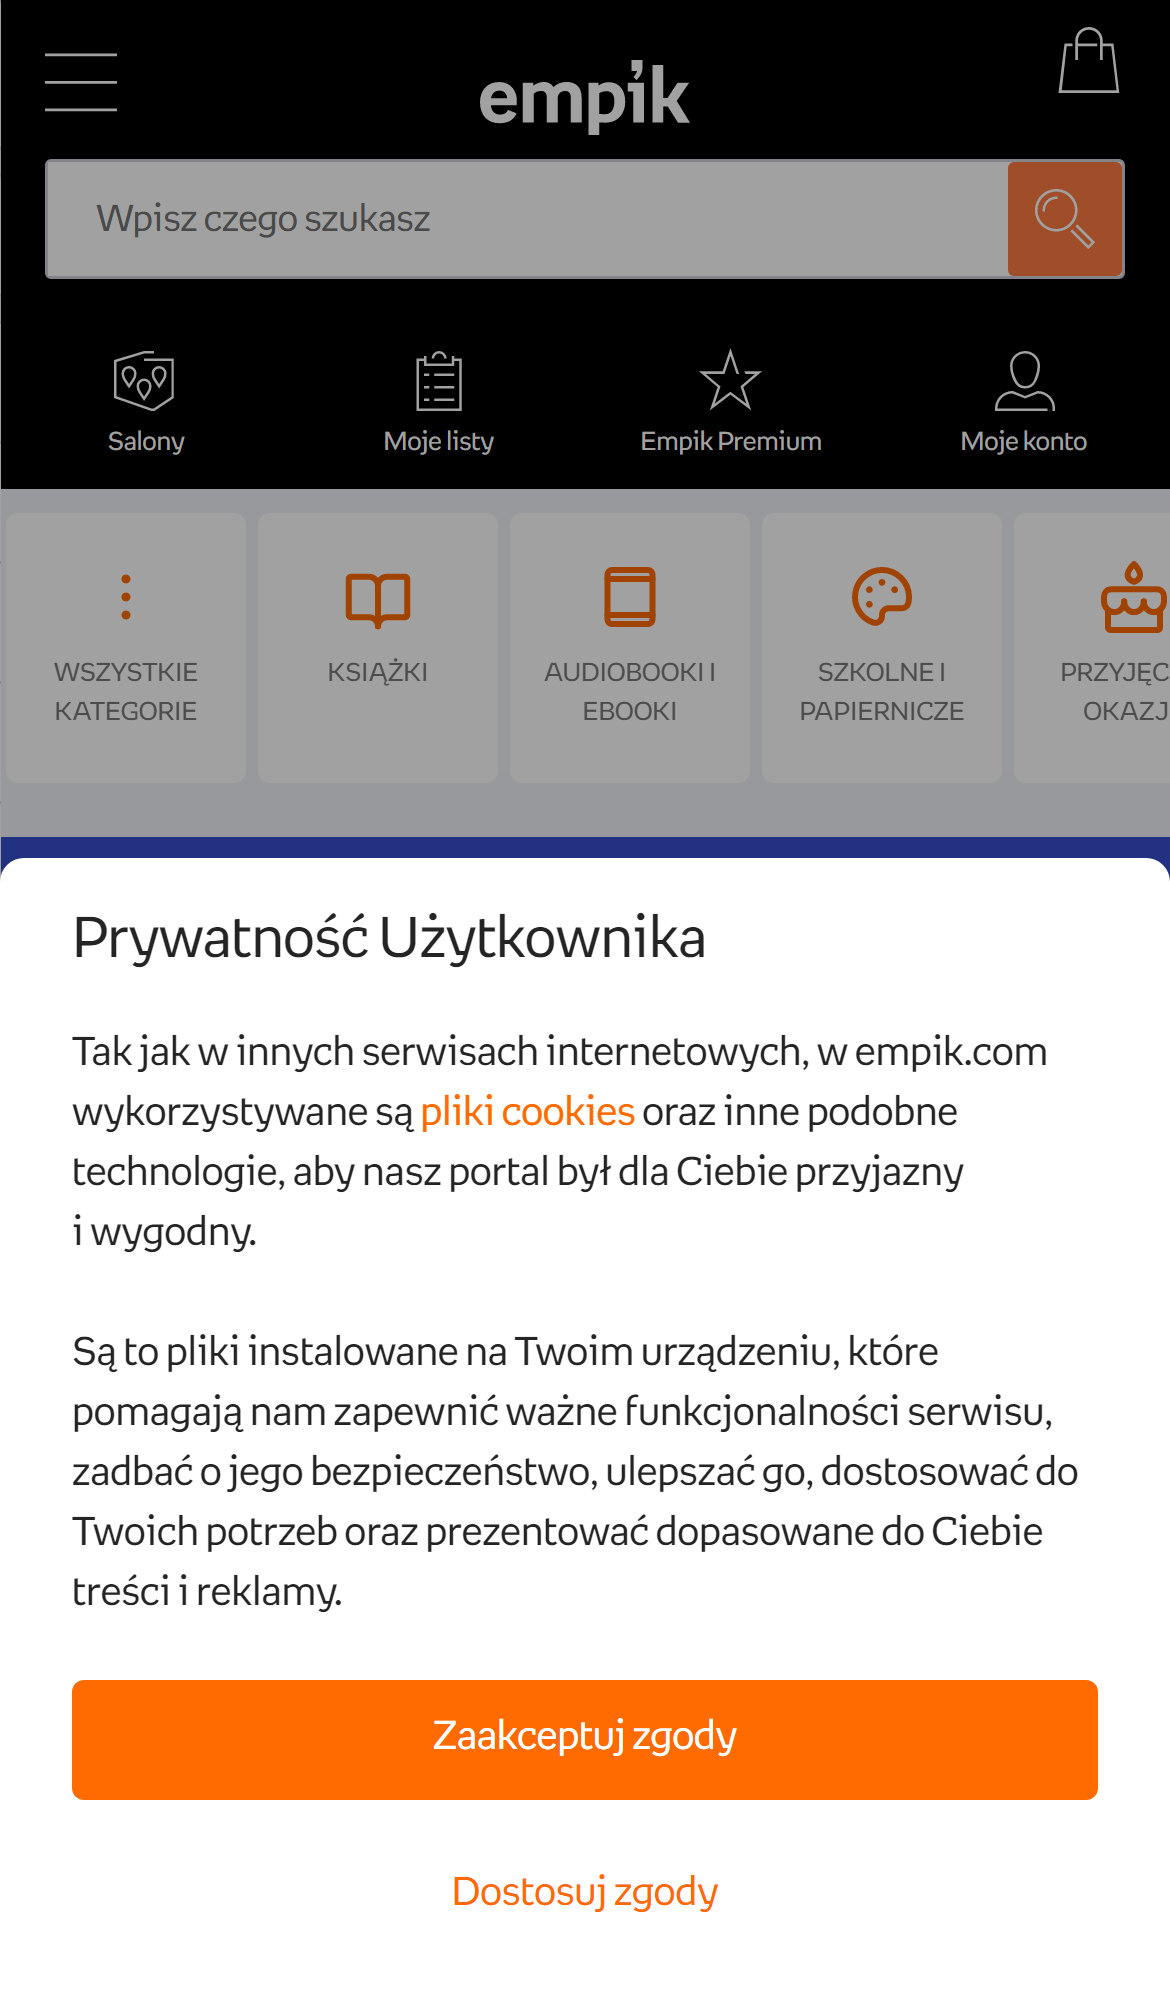 empik
Wpisz czego szukasz
Salony
Moje listy
Empik Premium
Moje konto
WSZYSTKIE
KATEGORIE
KSIĄŻKI
AUDIOBOOKI I
EBOOKI
SZKOLNE I
PAPIERNICZE
PRZYJĘC
OKAZJ
Prywatność Użytkownika
Tak jak w innych serwisach internetowych, w empik.com
wykorzystywane są pliki cookies oraz inne podobne
technologie, aby nasz portal był dla Ciebie przyjazny
i wygodny.
Są to pliki instalowane na Twoim urządzeniu, które
pomagają nam zapewnić ważne funkcjonalności serwisu,
zadbać o jego bezpieczeństwo, ulepszać go, dostosować do
Twoich potrzeb oraz prezentować dopasowane do Ciebie
treści i reklamy.
Zaakceptuj zgody
Dostosuj zgody